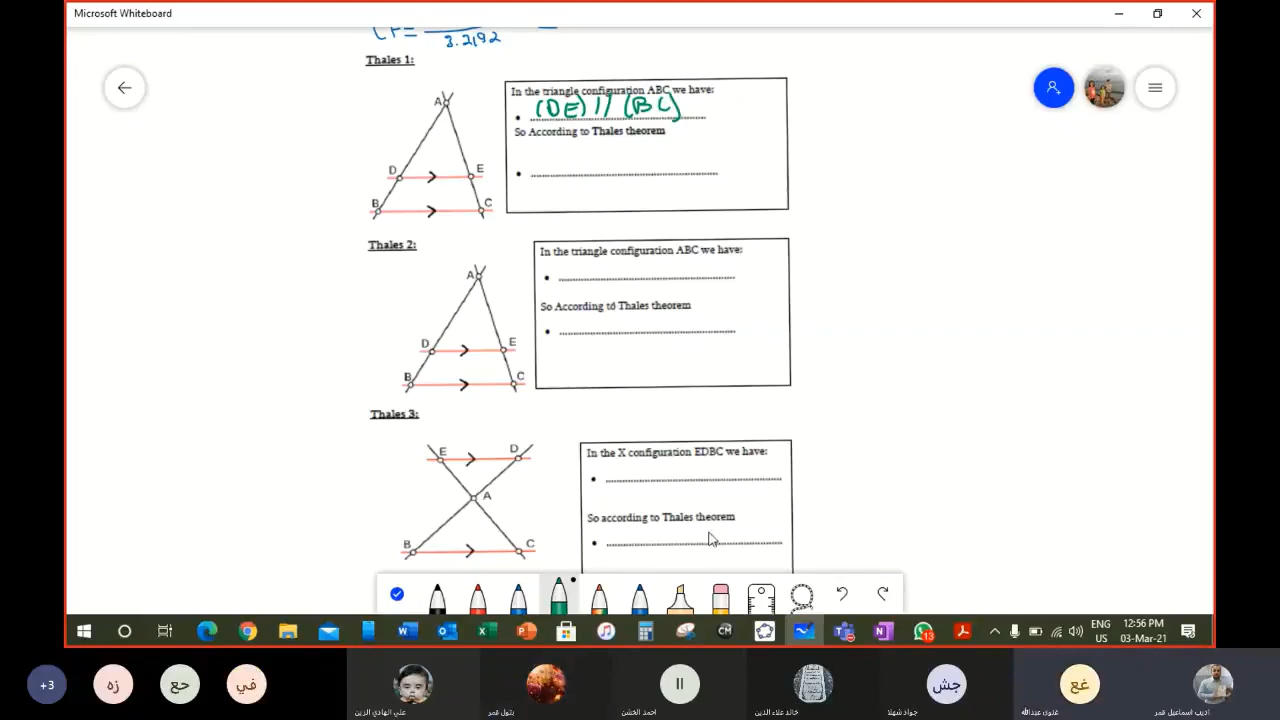 Microsoft Whiteboard
3.2192
Thales 1:
A
D
E
B
C
In the triangle configuration ABC we have:
• (DE) // (BC)
So According to Thales theorem
•
Thales 2:
A
D
E
B
C
In the triangle configuration ABC we have:
•
So According to Thales theorem
•
Thales 3:
E
D
A
B
C
In the X configuration EDBC we have:
•
So according to Thales theorem
•
ENG
US
12:56 PM
03-Mar-21
13
CM
+3
زه
حع
في
جش
غع
علي الهادي الزين
بتول قمر
احمد الخشن
خالد علاء الدين
جواد شهلا
غنوى عبدالله
اديب اسماعيل قمر